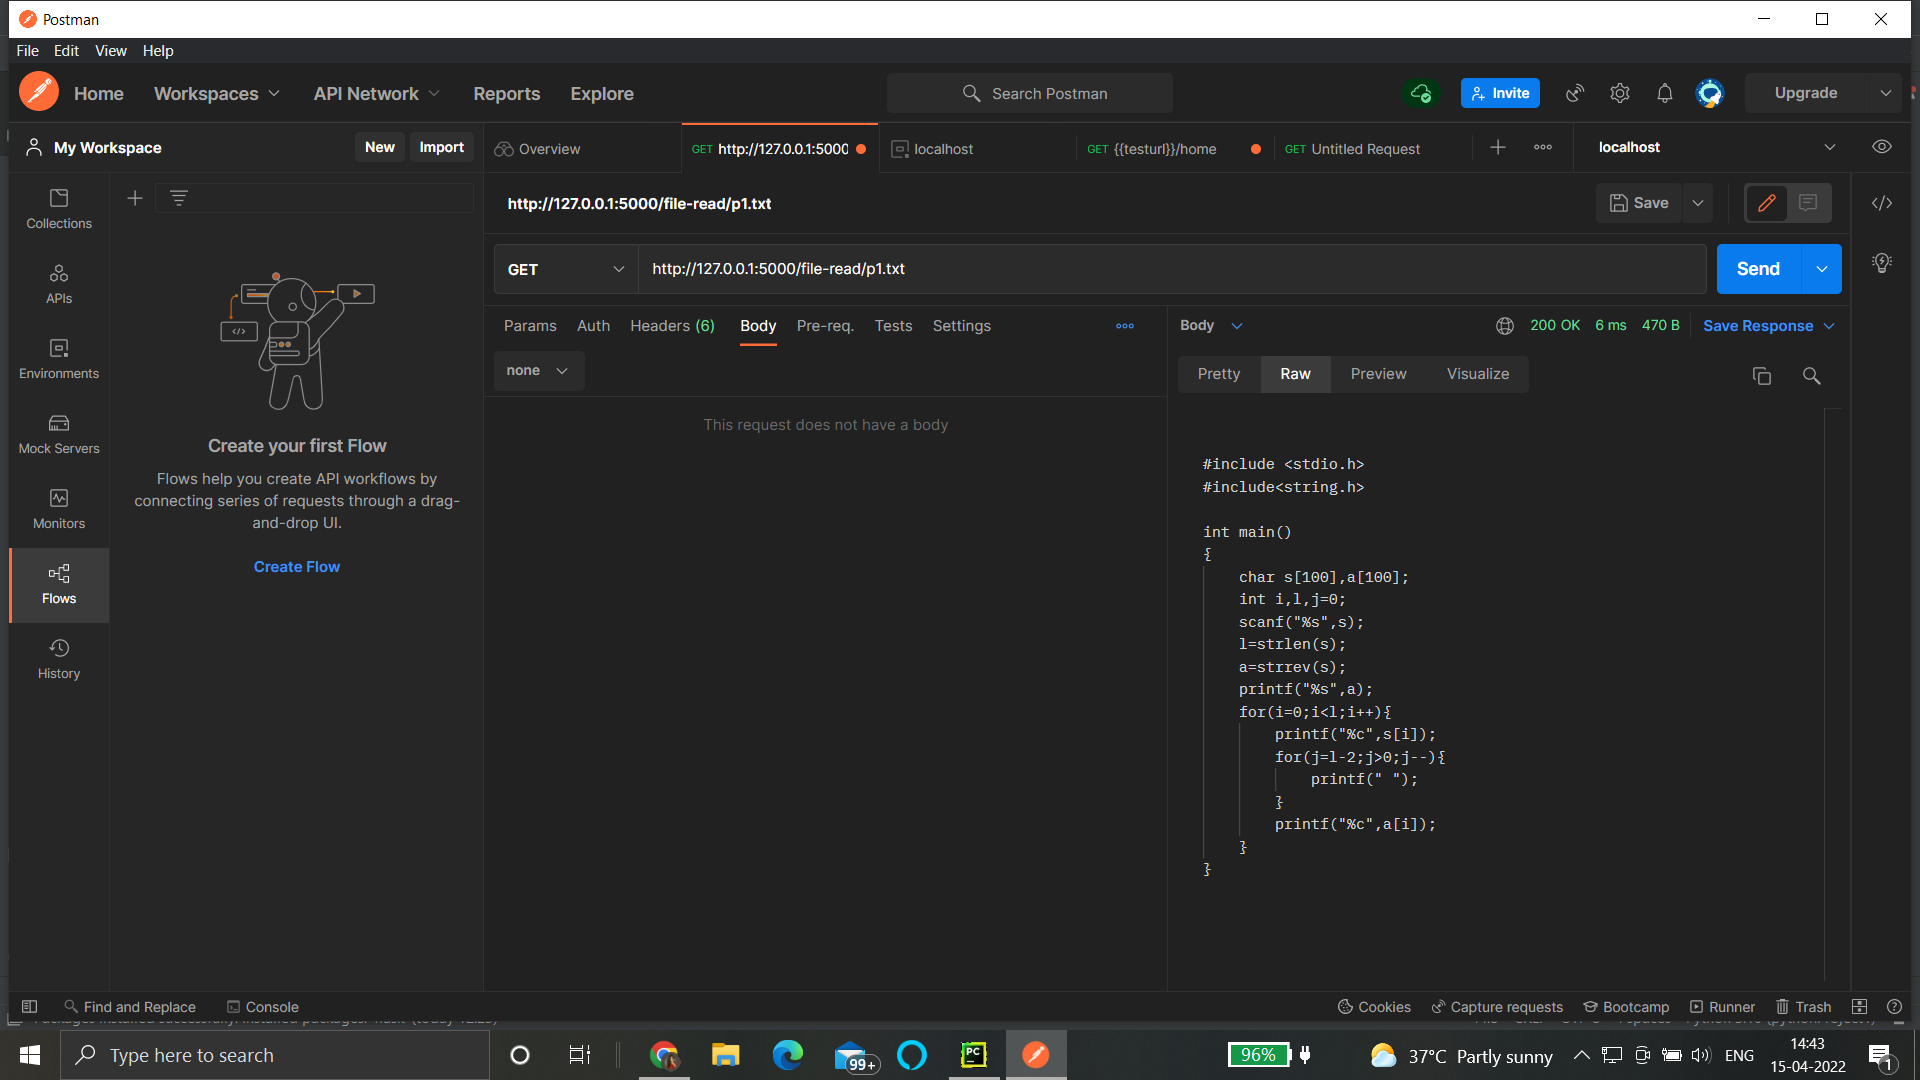 Postman
File Edit View Help
Home Workspaces API Network Reports Explore Search Postman Invite Upgrade
My Workspace New Import Overview GET http://127.0.0.1:5000 localhost GET {{testurl}}/home GET Untitled Request localhost
http://127.0.0.1:5000/file-read/p1.txt Save
GET http://127.0.0.1:5000/file-read/p1.txt Send
Collections
APIs
Environments
Mock Servers
Monitors
Flows
History
Create your first Flow
Flows help you create API workflows by
connecting series of requests through a drag-
and-drop UI.
Create Flow
Params Auth Headers (6) Body Pre-req. Tests Settings
none
This request does not have a body
Body 200 OK 6 ms 470 B Save Response
Pretty Raw Preview Visualize
#include <stdio.h>
#include<string.h>
int main()
{
char s[100],a[100];
int i,l,j=0;
scanf("%s",s);
l=strlen(s);
a=strrev(s);
printf("%s",a);
for(i=0;i<l;i++){
printf("%c",s[i]);
for(j=l-2;j>0;j--){
printf(" ");
}
printf("%c",a[i]);
}
}
Find and Replace Console Cookies Capture requests Bootcamp Runner Trash
Type here to search 99+ PC 96% 37°C Partly sunny ENG
14:43
15-04-2022
1